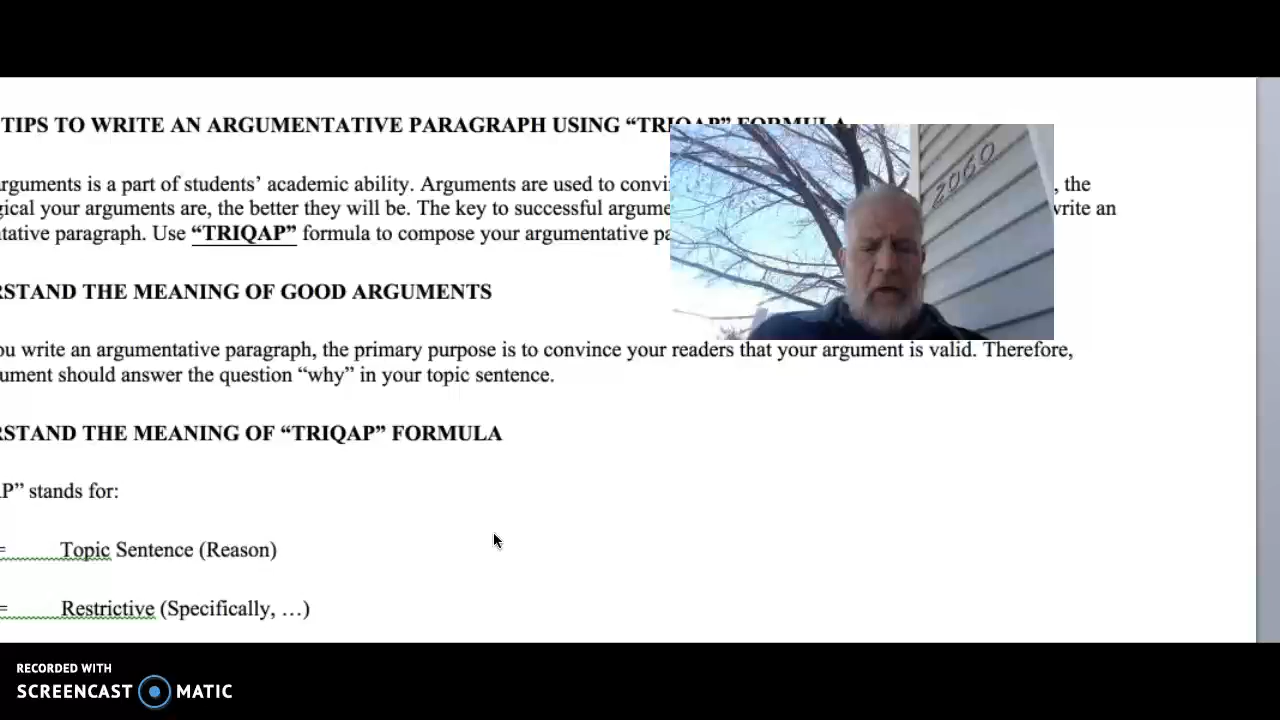 TIPS TO WRITE AN ARGUMENTATIVE PARAGRAPH USING “TRIQAP” FORMULA
rguments is a part of students’ academic ability. Arguments are used to convi , the
gical your arguments are, the better they will be. The key to successful argume write an
tative paragraph. Use “TRIQAP” formula to compose your argumentative pa
2060
RSTAND THE MEANING OF GOOD ARGUMENTS
ou write an argumentative paragraph, the primary purpose is to convince your readers that your argument is valid. Therefore,
ument should answer the question “why” in your topic sentence.
RSTAND THE MEANING OF “TRIQAP” FORMULA
AP” stands for:
= Topic Sentence (Reason)
= Restrictive (Specifically, …)
RECORDED WITH
SCREENCAST MATIC